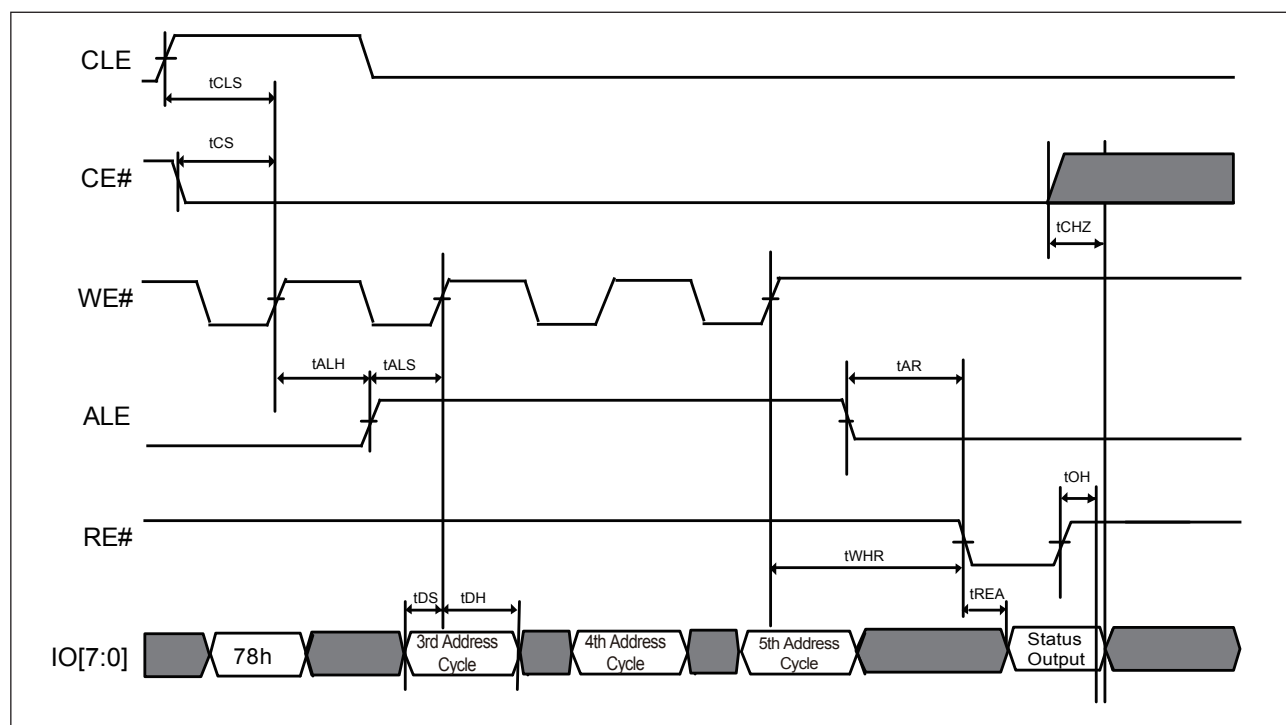 CLE
tCLS
tCS
CE#
tCHZ
WE#
tALH
tALS
tAR
ALE
tOH
RE#
tWHR
tDS
tDH
tREA
IO[7:0]
78h
3rd Address
Cycle
4th Address
Cycle
5th Address
Cycle
Status
Output